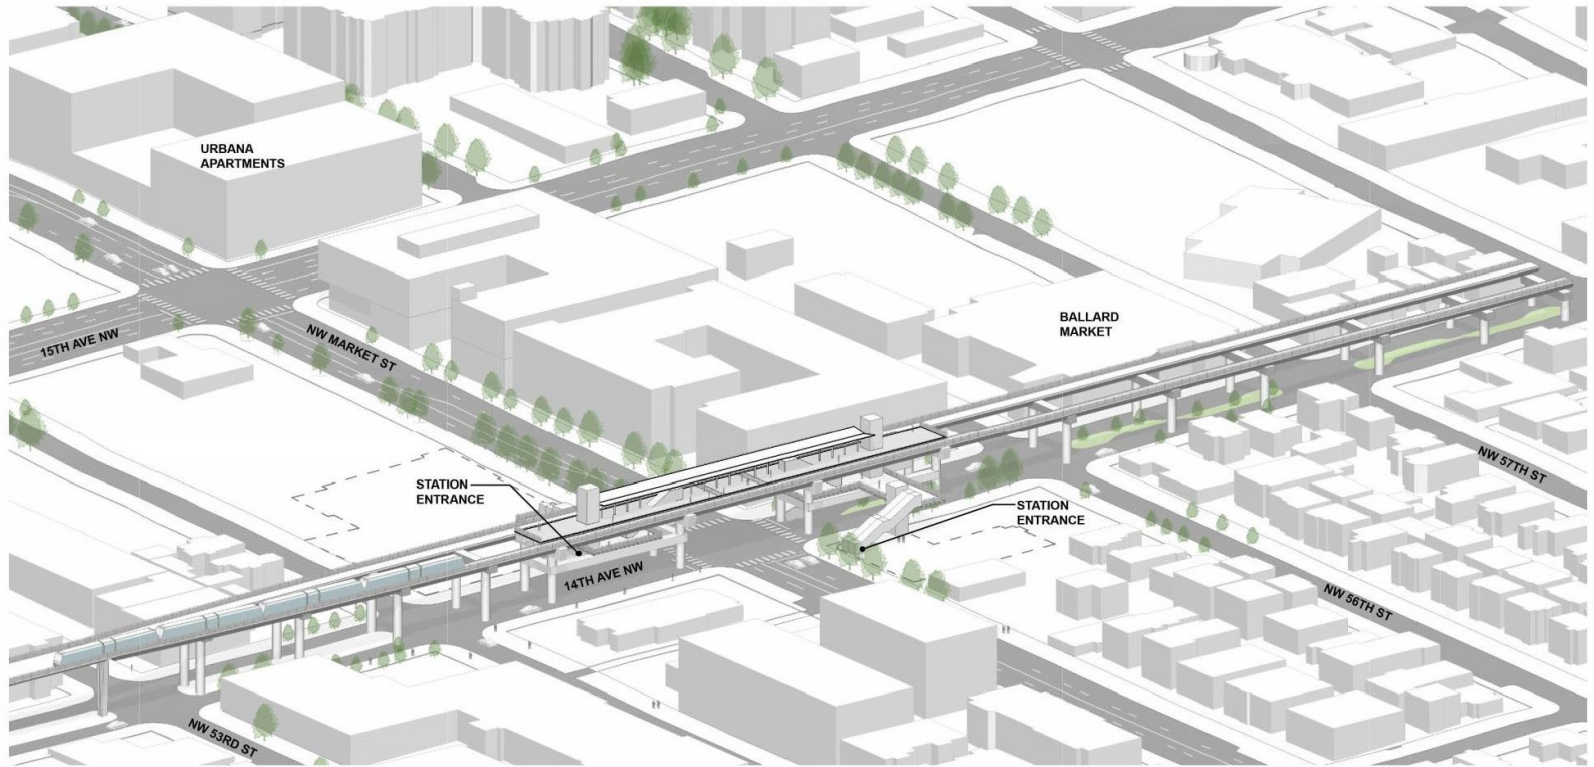 URBANA
APARTMENTS
BALLARD
MARKET
15TH AVE NW
NW MARKET ST
NW 57TH ST
STATION
ENTRANCE
STATION
ENTRANCE
14TH AVE NW
NW 56TH ST
NW 53RD ST